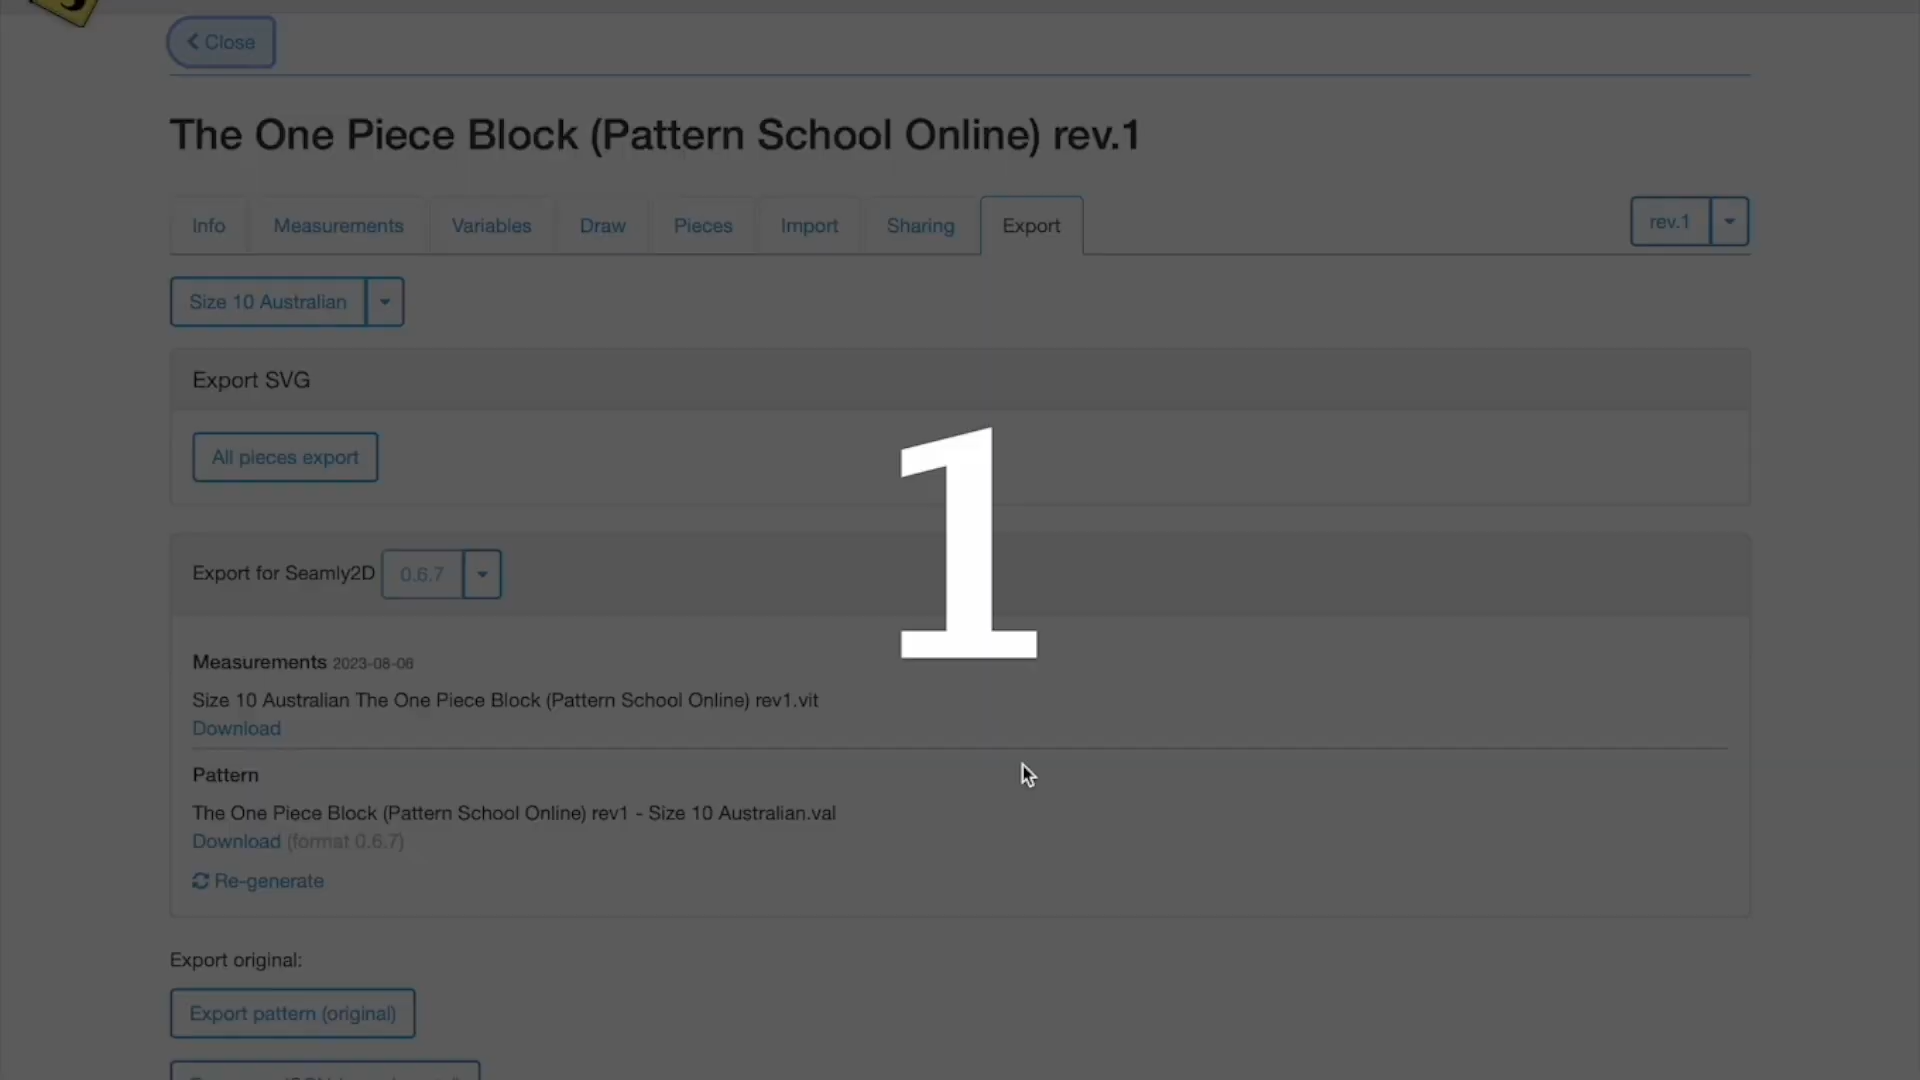 Close
The One Piece Block (Pattern School Online) rev.1
Info Measurements Variables Draw Pieces Import Sharing Export rev.1
Size 10 Australian
Export SVG
All pieces export
1
Export for Seamly2D 0.6.7
Measurements 2023-08-06
Size 10 Australian The One Piece Block (Pattern School Online) rev1.vit
Download
Pattern
The One Piece Block (Pattern School Online) rev1 - Size 10 Australian.val
Download (format 0.6.7)
Re-generate
Export original:
Export pattern (original)